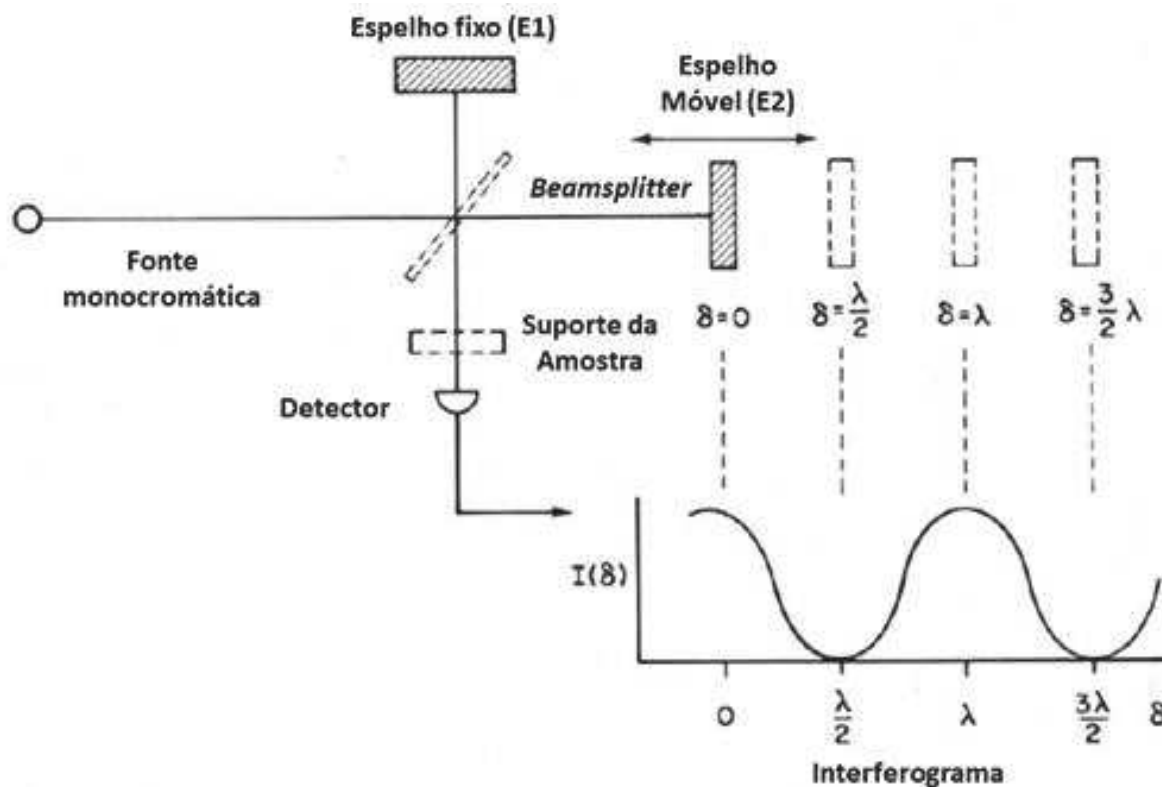 Espelho fixo (E1)
Espelho
Móvel (E2)
Beamsplitter
Fonte
monocromática
δ=0
δ=λ/2
δ=λ
δ=3/2 λ
Suporte da
Amostra
Detector
I(δ)
0
λ/2
λ
3λ/2
δ
Interferograma